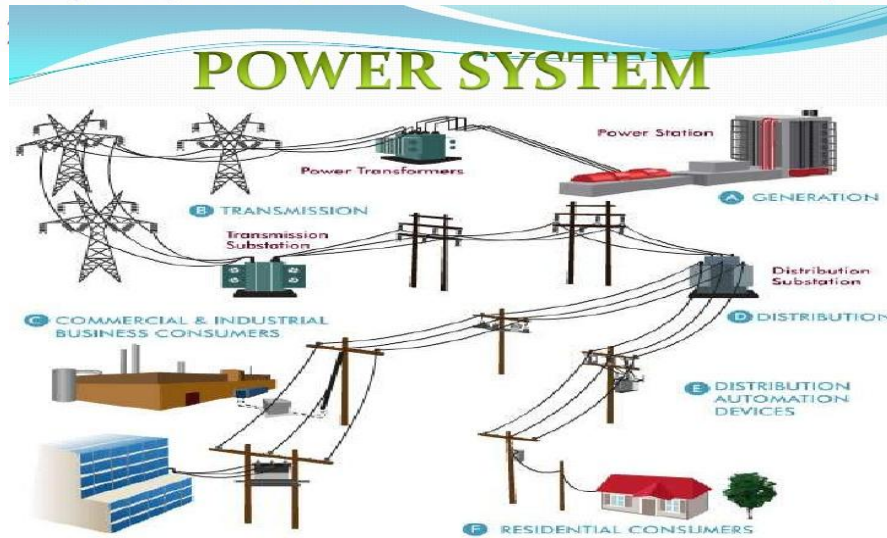 POWER SYSTEM
Power Station
Power Transformers
A GENERATION
B TRANSMISSION
Transmission
Substation
Distribution
Substation
C COMMERCIAL & INDUSTRIAL
BUSINESS CONSUMERS
D DISTRIBUTION
E DISTRIBUTION
AUTOMATION
DEVICES
F RESIDENTIAL CONSUMERS